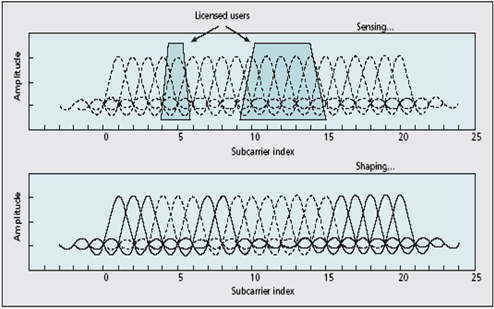 Licensed users
Sensing...
Amplitude
0 5 10 15 20 25
Subcarrier index
Shaping...
Amplitude
0 5 10 15 20 25
Subcarrier index